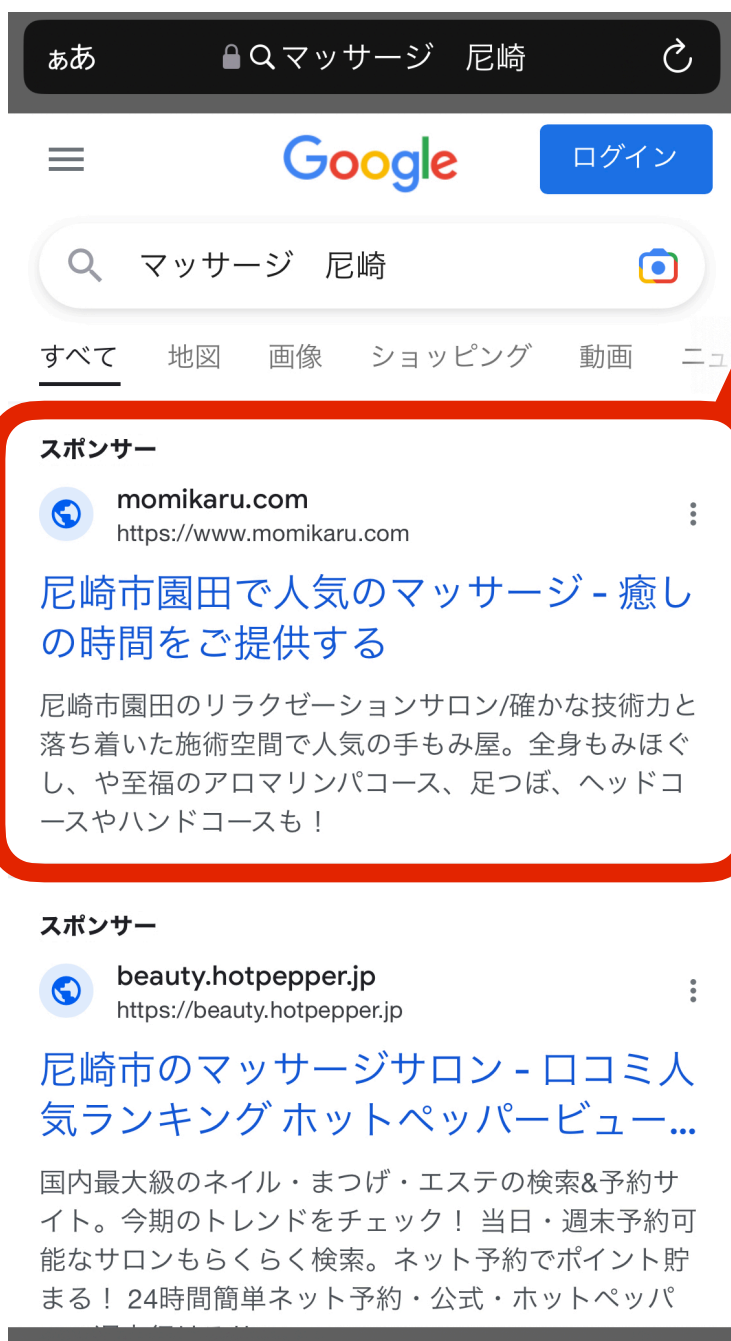 ぁあ マッサージ　尼崎
Google ログイン
マッサージ　尼崎
すべて 地図 画像 ショッピング 動画 ニュ
スポンサー
momikaru.com
https://www.momikaru.com
尼崎市園田で人気のマッサージ - 癒し
の時間をご提供する
尼崎市園田のリラクゼーションサロン/確かな技術力と
落ち着いた施術空間で人気の手もみ屋。全身もみほぐ
し、や至福のアロマリンパコース、足つぼ、ヘッドコ
ースやハンドコースも！
スポンサー
beauty.hotpepper.jp
https://beauty.hotpepper.jp
尼崎市のマッサージサロン - 口コミ人
気ランキング ホットペッパービュー...
国内最大級のネイル・まつげ・エステの検索&予約サ
イト。今期のトレンドをチェック！ 当日・週末予約可
能なサロンもらくらく検索。ネット予約でポイント貯
まる！ 24時間簡単ネット予約・公式・ホットペッパ